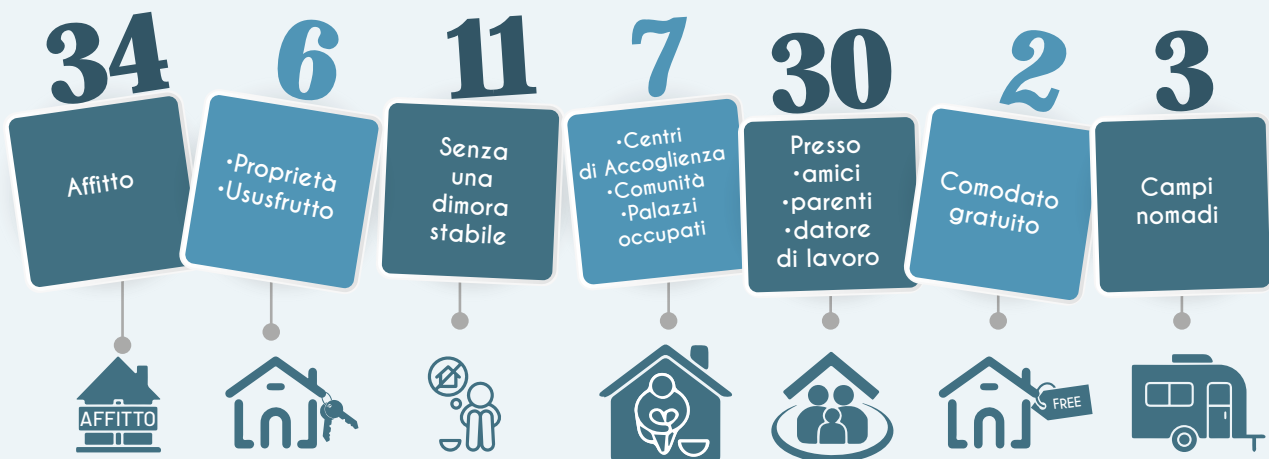 34
Affitto
6
•Proprietà
•Ususfrutto
11
Senza
una
dimora
stabile
7
•Centri
di Accoglienza
•Comunità
•Palazzi
occupati
30
Presso
•amici
•parenti
•datore
di lavoro
2
Comodato
gratuito
3
Campi
nomadi
AFFITTO
FREE